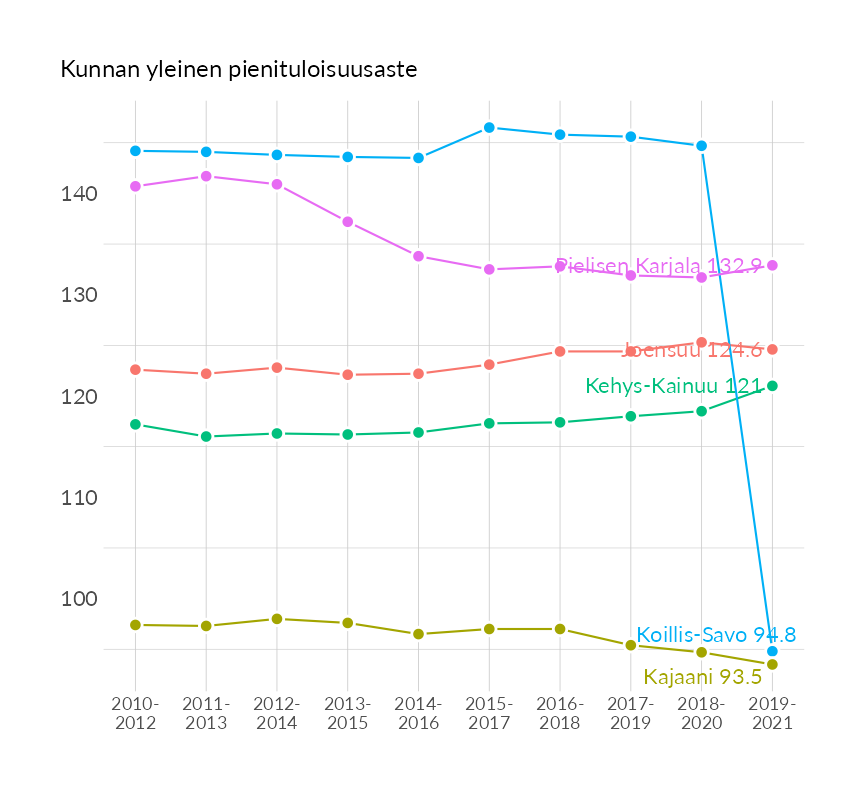 Kunnan yleinen pienituloisuusaste
140
130
120
110
100
Pielisen Karjala 132.9
Joensuu 124.6
Kehys-Kainuu 121
Koillis-Savo 94.8
Kajaani 93.5
2010-2012
2011-2013
2012-2014
2013-2015
2014-2016
2015-2017
2016-2018
2017-2019
2018-2020
2019-2021